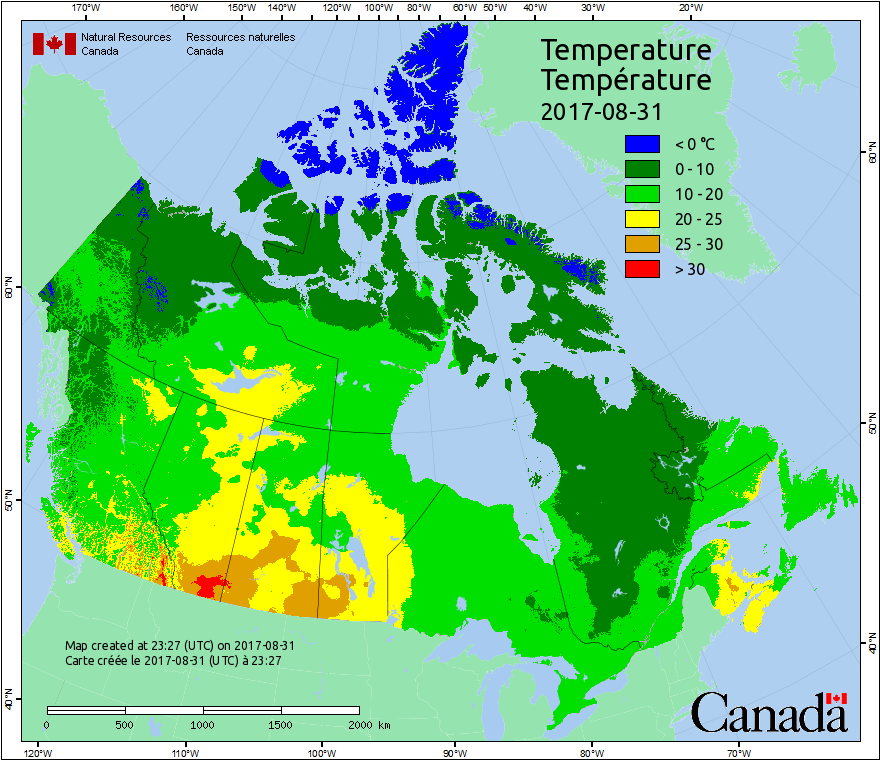 170°W 160°W 150°W 140°W 120°W 100°W 80°W 60°W 50°W 40°W 30°W 20°W
Natural Resources Ressources naturelles
Canada Canada
Temperature
Température
2017-08-31
< 0 °C
0 - 10
10 - 20
20 - 25
25 - 30
> 30
60°N
60°N
50°N
50°N
40°N
40°N
Map created at 23:27 (UTC) on 2017-08-31
Carte créée le 2017-08-31 (UTC) à 23:27
0 500 1000 1500 2000 km
Canada
120°W 110°W 100°W 90°W 80°W 70°W